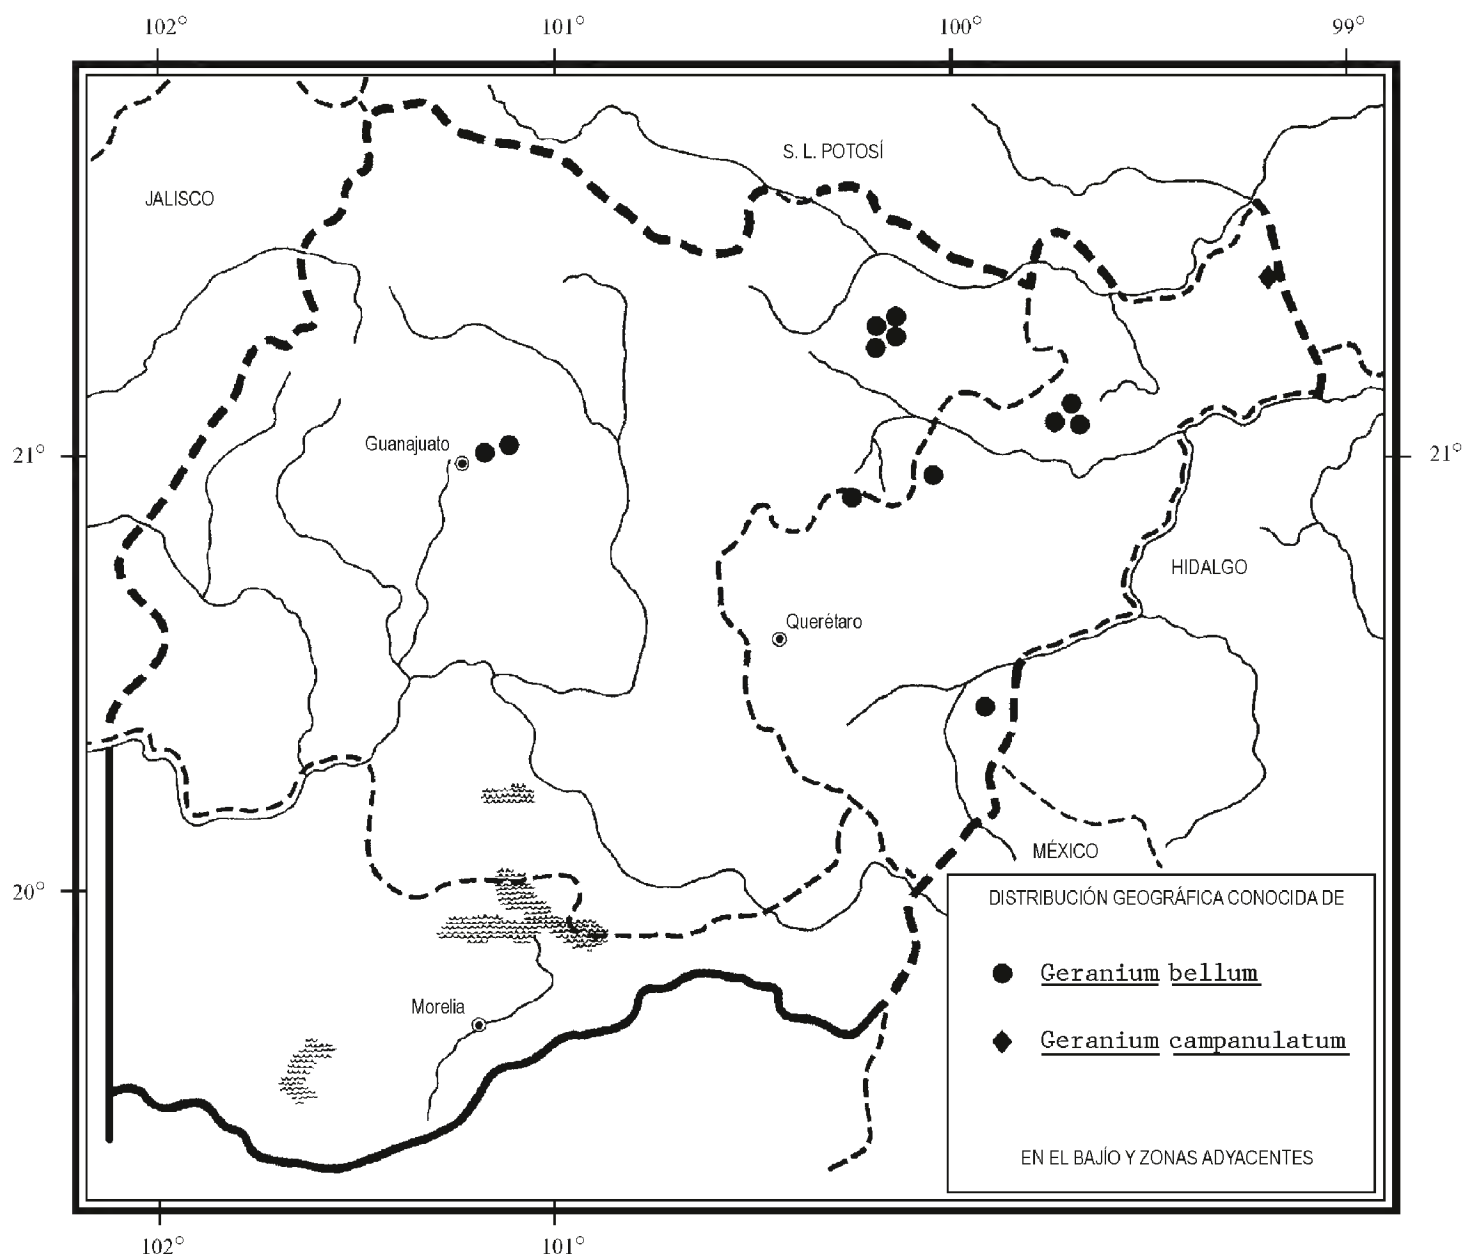 102° 101° 100° 99°
S. L. POTOSÍ
JALISCO
Guanajuato
21° 21°
HIDALGO
Querétaro
MÉXICO
20°
DISTRIBUCIÓN GEOGRÁFICA CONOCIDA DE
Geranium bellum
Morelia
Geranium campanulatum
EN EL BAJÍO Y ZONAS ADYACENTES
102° 101°